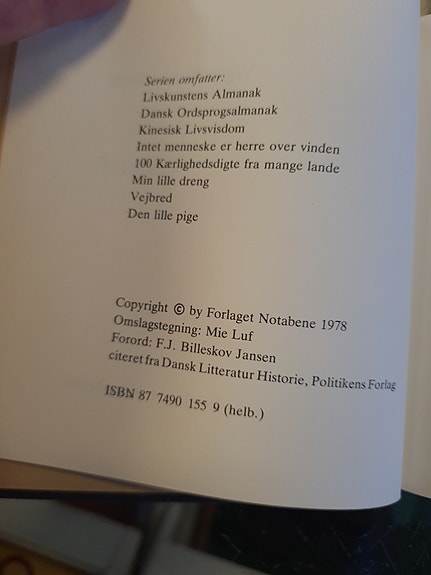 Serien omfatter:
Livskunstens Almanak
Dansk Ordsprogsalmanak
Kinesisk Livsvisdom
Intet menneske er herre over vinden
100 Kærlighedsdigte fra mange lande
Min lille dreng
Vejbred
Den lille pige
Copyright © by Forlaget Notabene 1978
Omslagstegning: Mie Luf
Forord: F.J. Billeskov Jansen
citeret fra Dansk Litteratur Historie, Politikens Forlag
ISBN 87 7490 155 9 (helb.)